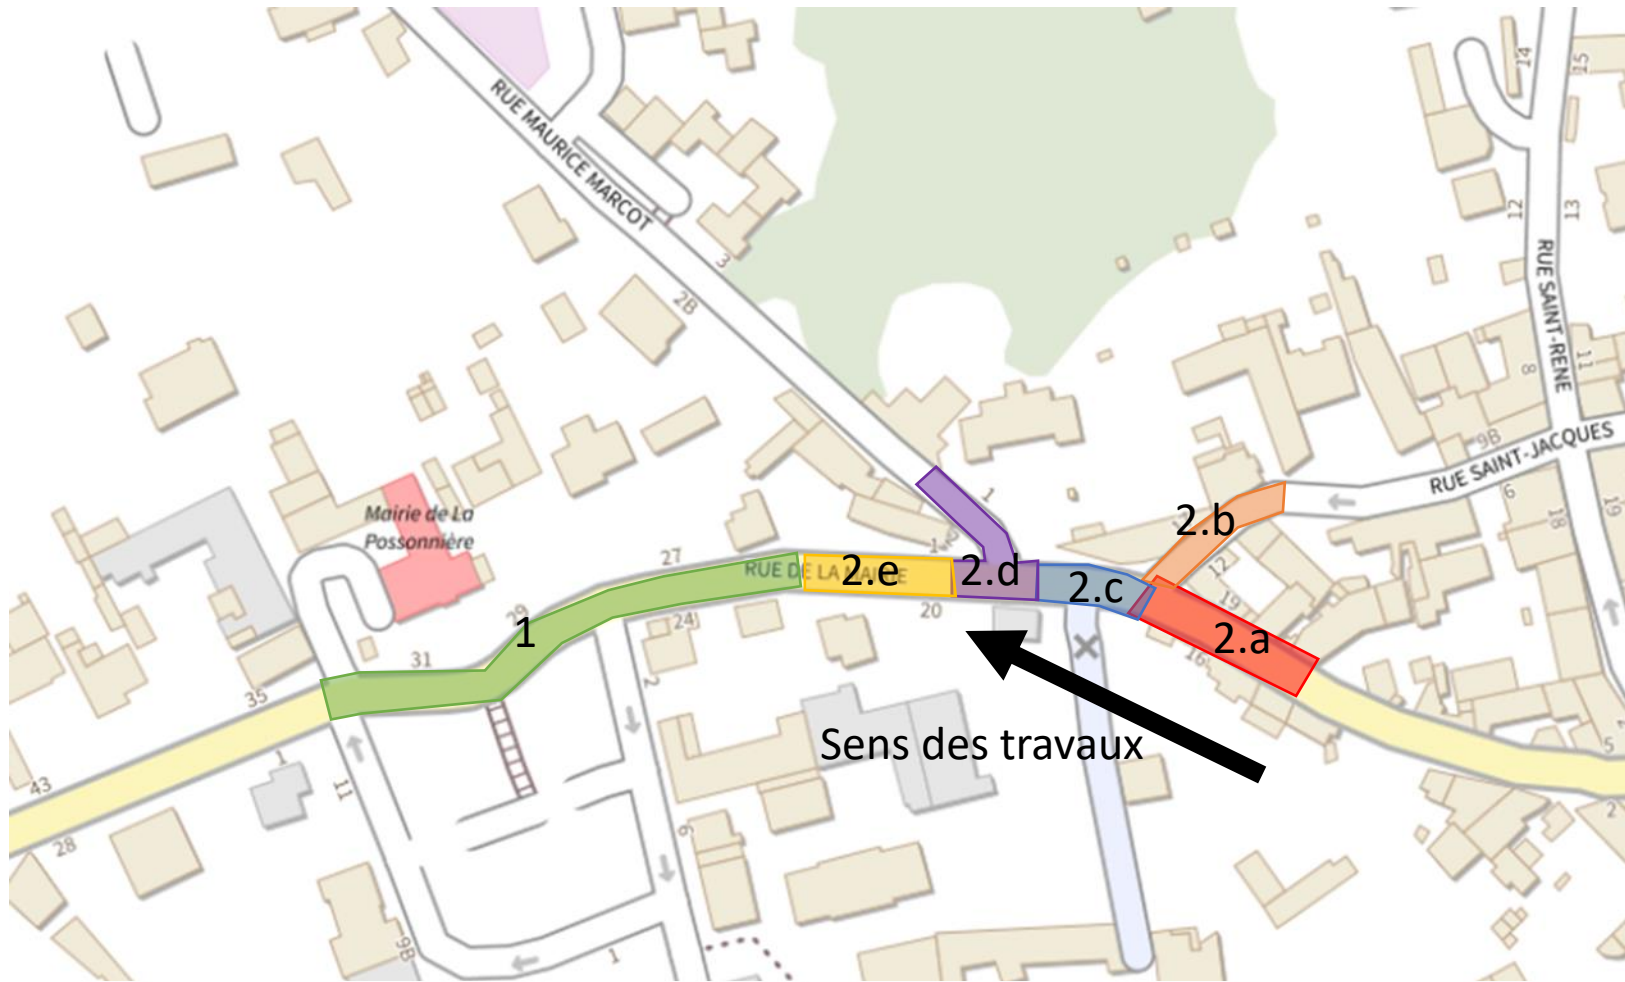 14
15
RUE MAURICE MARCOT
12
13
3
2B
RUE SAINT-RENE
11
8
9B
RUE SAINT-JACQUES
1
6
Mairie de La
Possonnière
2.b
18
19
27
RUE DE LA MAIRIE
2.e
2.d
2.c
12
19
29
1
24
20
2.a
16
31
35
2
Sens des travaux
1
5
43
11
2
28
9
9B
1